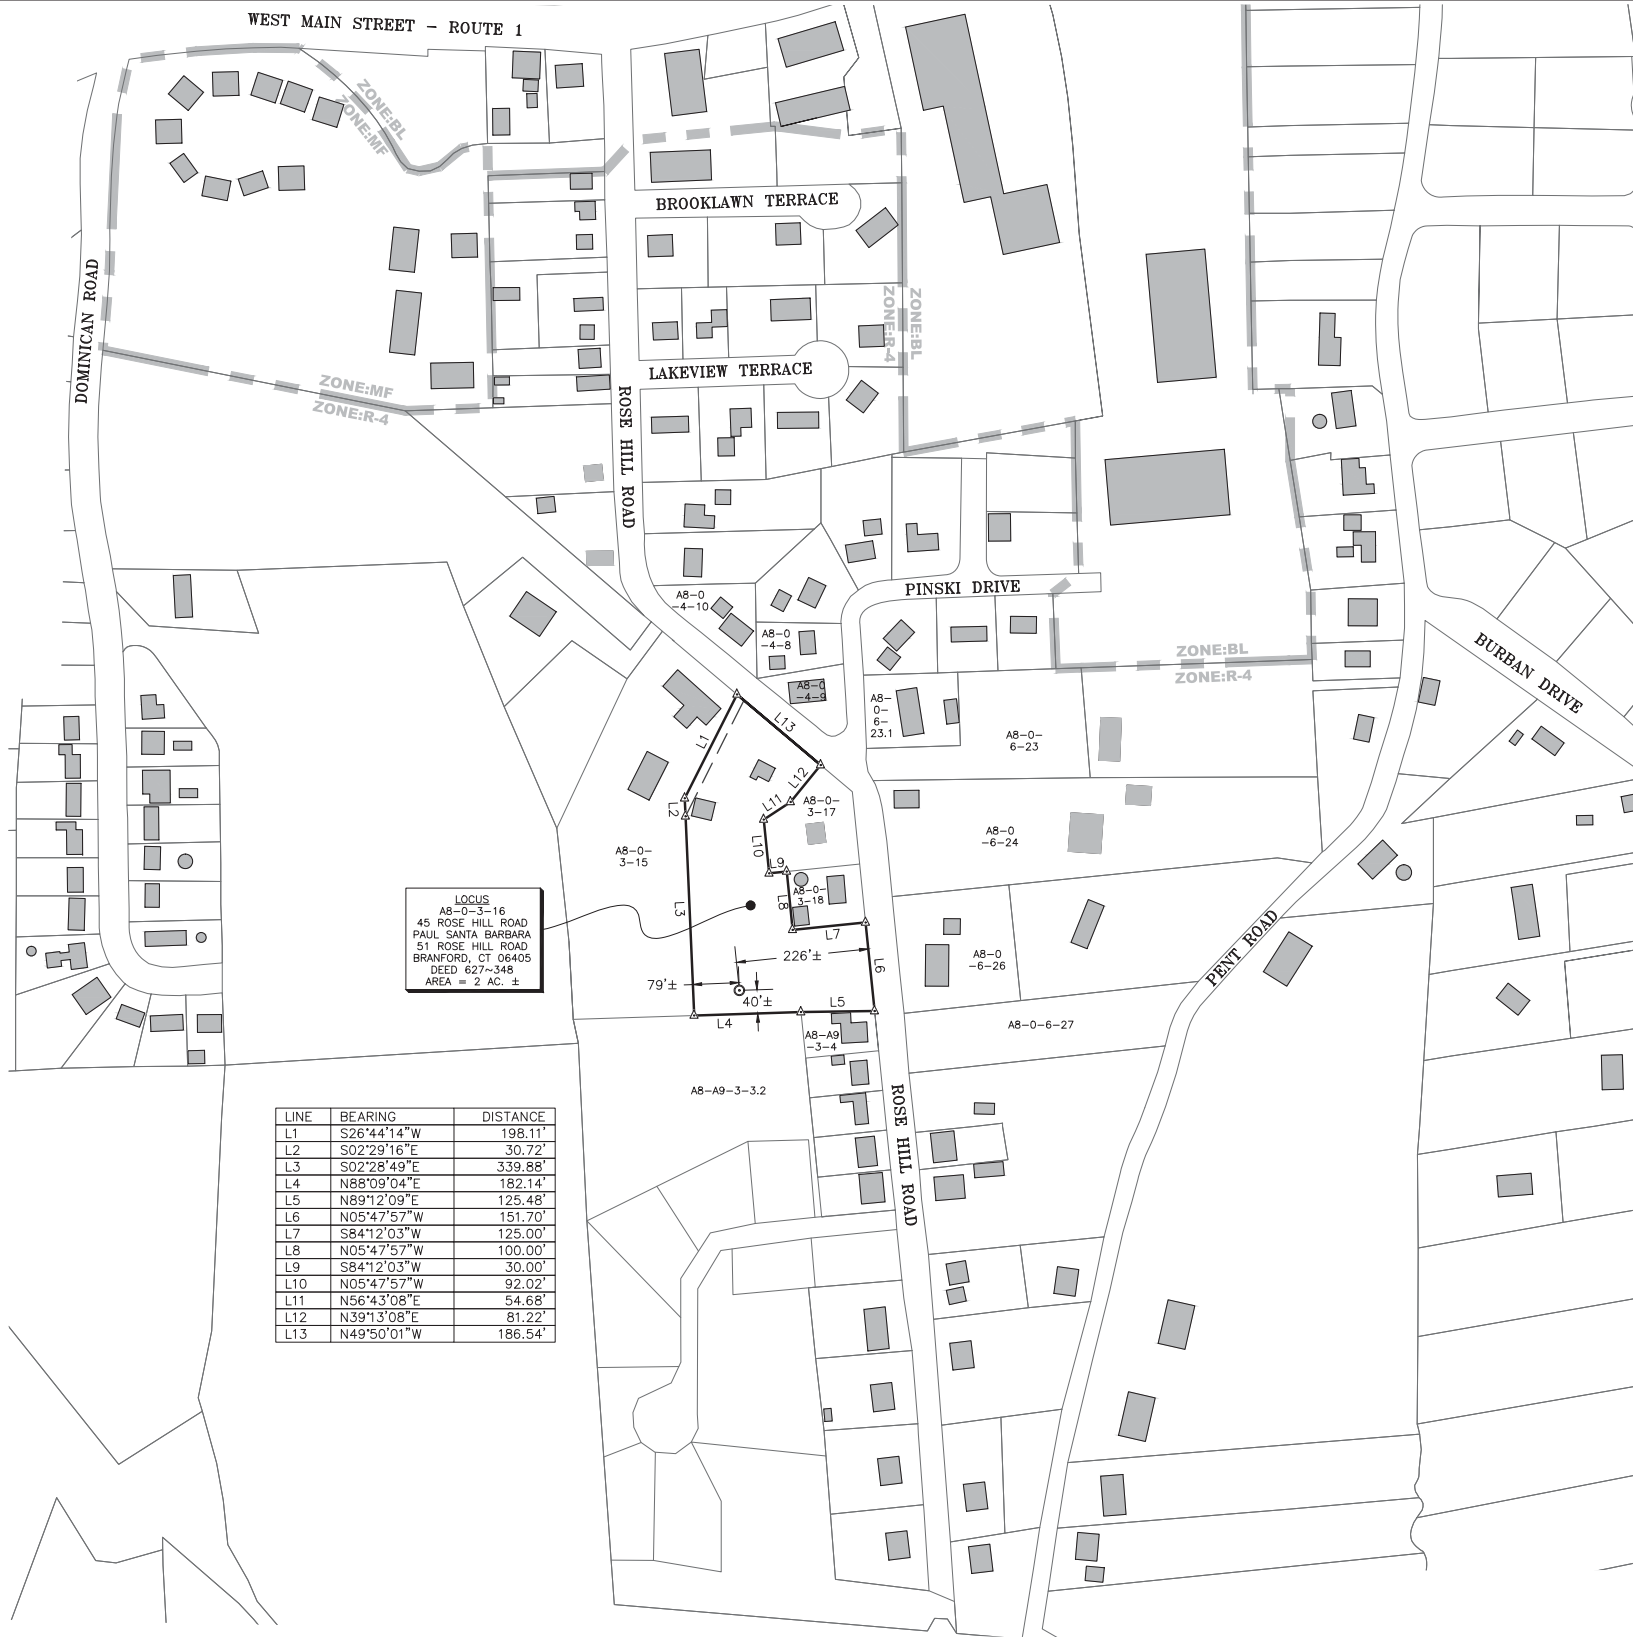 WEST MAIN STREET - ROUTE 1
ZONE:BL
ZONE:MF
BROOKLAWN TERRACE
DOMINICAN ROAD
ZONE:R-4
ZONE:BL
LAKEVIEW TERRACE
ZONE:MF
ZONE:R-4
ROSE HILL ROAD
PINSKI DRIVE
A8-0
-4-10
A8-0
-4-8
A8-0
-4-9
ZONE:BL
ZONE:R-4
BURBAN DRIVE
A8-
0-
6-
23.1
A8-0-
6-23
L13
L1
L12
L11
L2
A8-0-
3-17
A8-0
-6-24
L10
A8-0-
3-15
L9
A8-0-
3-18
L8
L3
L7
LOCUS
A8-0-3-16
45 ROSE HILL ROAD
PAUL SANTA BARBARA
51 ROSE HILL ROAD
BRANFORD, CT 06405
DEED 627~348
AREA = 2 AC. ±
PENT ROAD
226'±
L6
A8-0
-6-26
79'±
40'±
L5
L4
A8-0-6-27
A8-A9
-3-4
A8-A9-3-3.2
ROSE HILL ROAD
LINE BEARING DISTANCE
L1 S26°44'14"W 198.11'
L2 S02°29'16"E 30.72'
L3 S02°28'49"E 339.88'
L4 N88°09'04"E 182.14'
L5 N89°12'09"E 125.48'
L6 N05°47'57"W 151.70'
L7 S84°12'03"W 125.00'
L8 N05°47'57"W 100.00'
L9 S84°12'03"W 30.00'
L10 N05°47'57"W 92.02'
L11 N56°43'08"E 54.68'
L12 N39°13'08"E 81.22'
L13 N49°50'01"W 186.54'